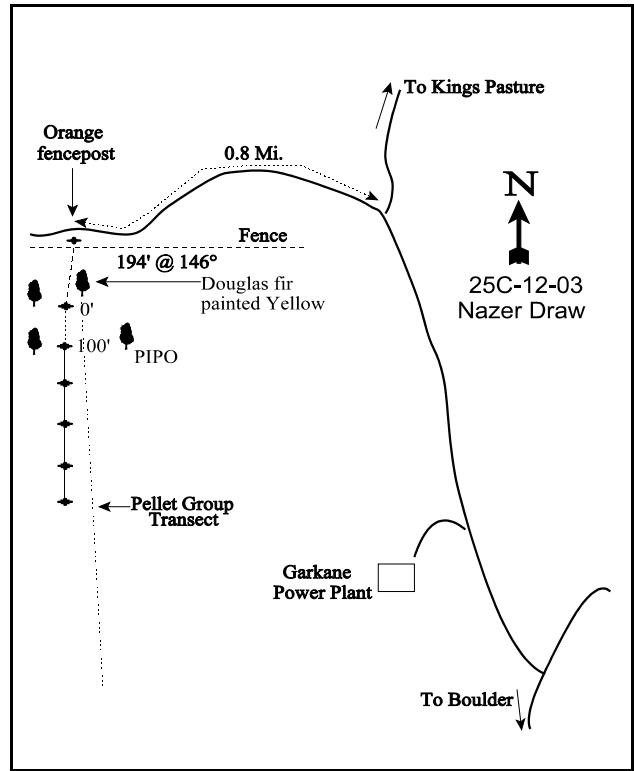 To Kings Pasture
Orange
fencepost
0.8 Mi.
N
Fence
194' @ 146°
25C-12-03
Nazer Draw
Douglas fir
painted Yellow
0'
100'
PIPO
Pellet Group
Transect
Garkane
Power Plant
To Boulder